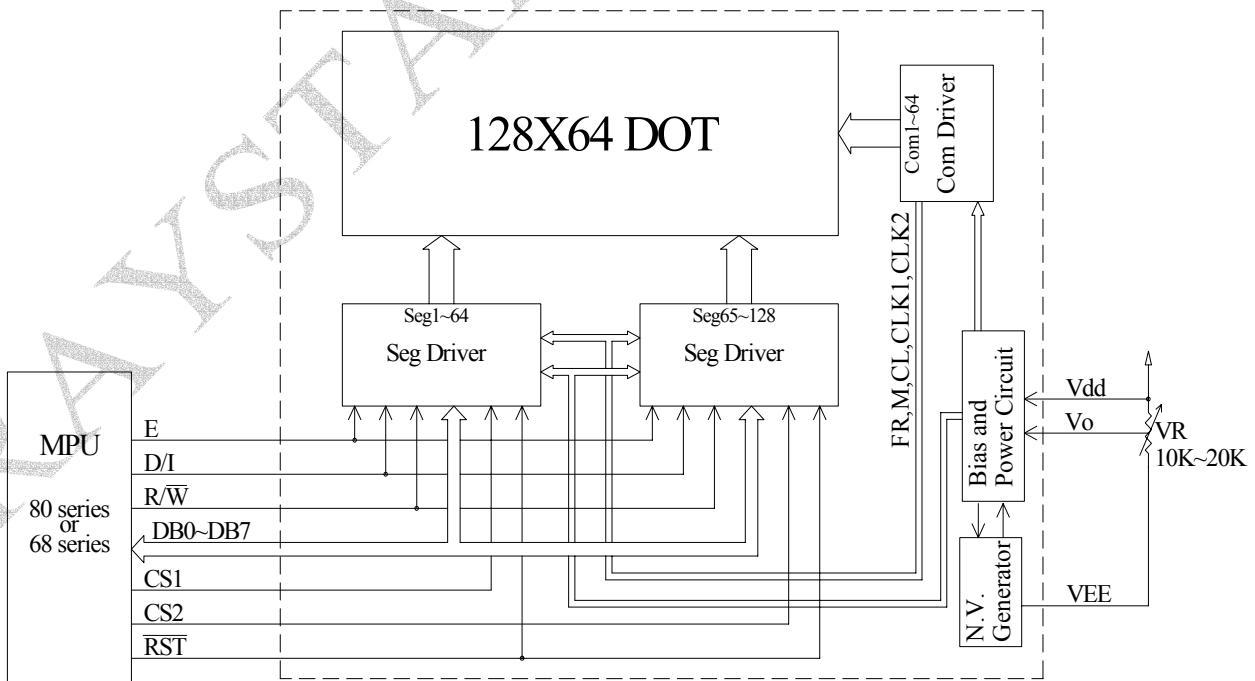 128X64 DOT
Com1~64
Com Driver
FR,M,CL,CLK1,CLK2
Seg1~64
Seg Driver
Seg65~128
Seg Driver
MPU
80 series
or
68 series
E
D/I
R/W̅
DB0~DB7
CS1
CS2
R̅S̅T̅
Bias and
Power Circuit
Vdd
Vo
VR
10K~20K
N.V.
Generator
VEE